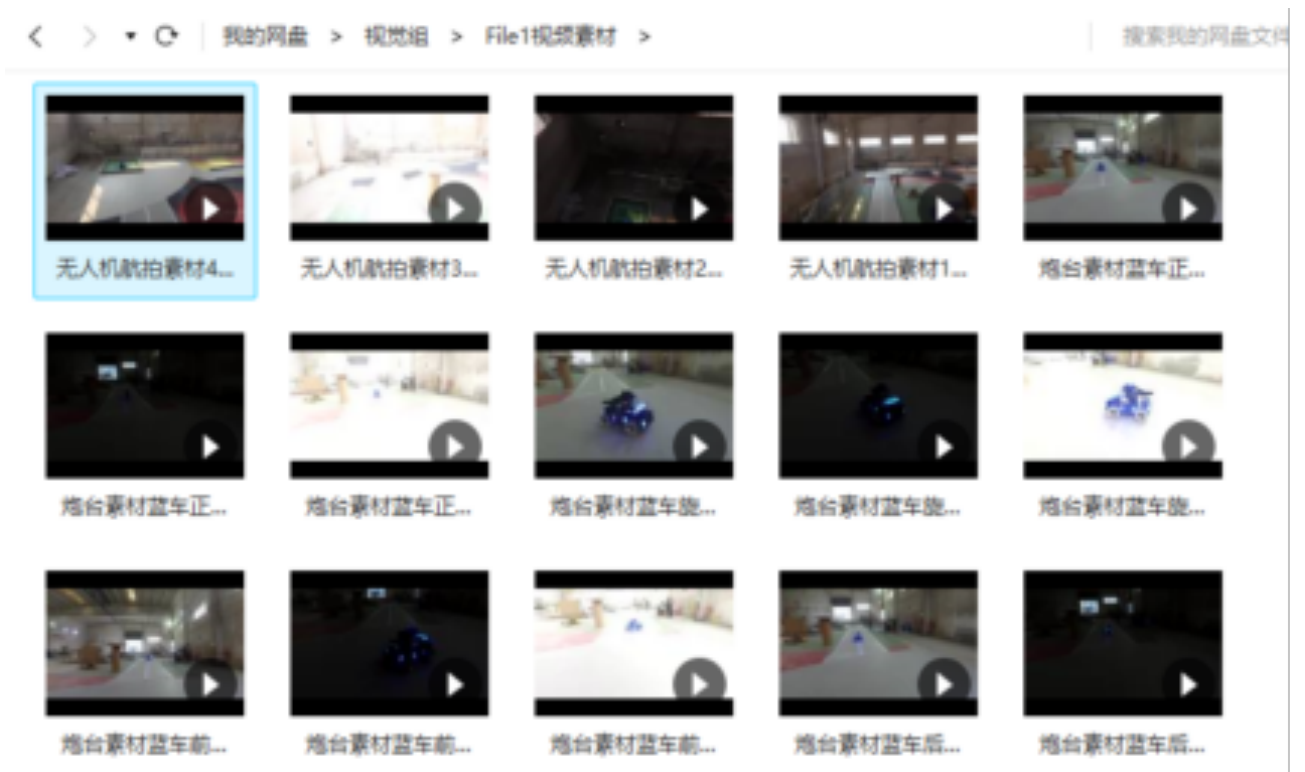 我的网盘 > 视觉组 > File1视频素材 >
搜索我的网盘文件
无人机航拍素材4...
无人机航拍素材3...
无人机航拍素材2...
无人机航拍素材1...
炮台素材蓝车正...
炮台素材蓝车正...
炮台素材蓝车正...
炮台素材蓝车旋...
炮台素材蓝车旋...
炮台素材蓝车旋...
炮台素材蓝车前...
炮台素材蓝车前...
炮台素材蓝车前...
炮台素材蓝车后...
炮台素材蓝车后...